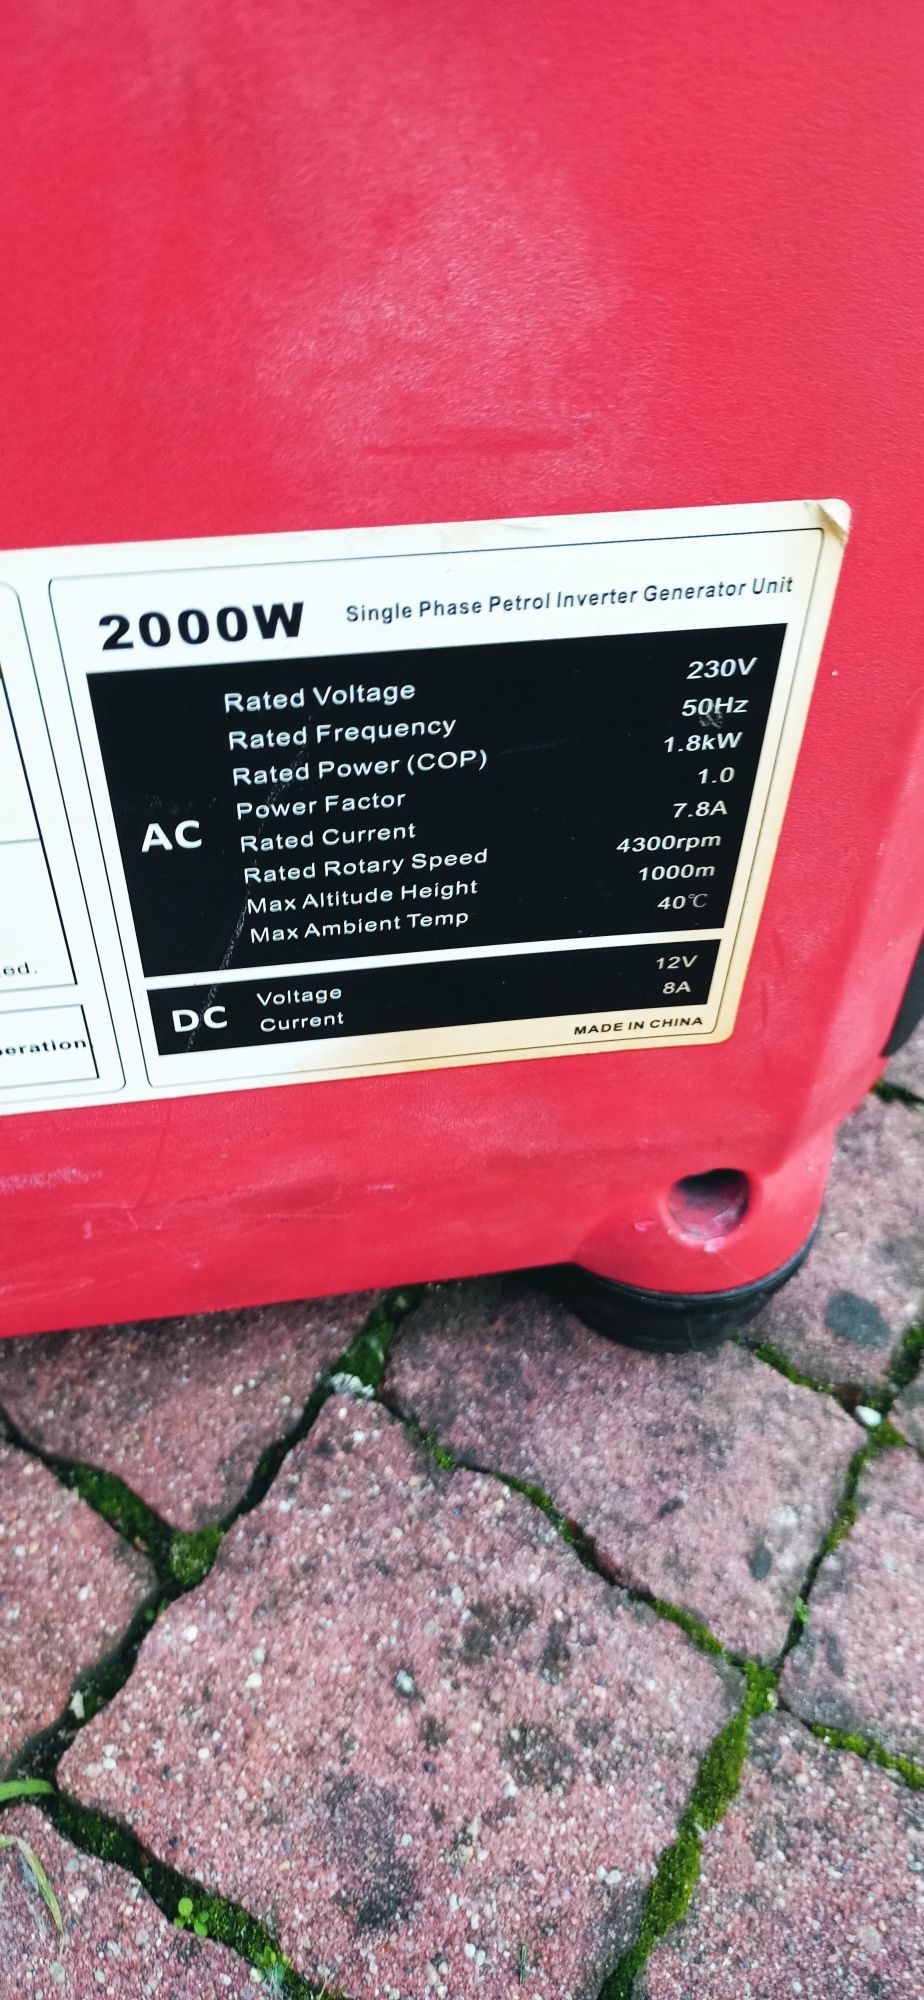 2000W Single Phase Petrol Inverter Generator Unit
AC
Rated Voltage 230V
Rated Frequency 50Hz
Rated Power (COP) 1.8kW
Power Factor 1.0
Rated Current 7.8A
Rated Rotary Speed 4300rpm
Max Altitude Height 1000m
Max Ambient Temp 40℃
DC
Voltage 12V
Current 8A
MADE IN CHINA
ed.
eration